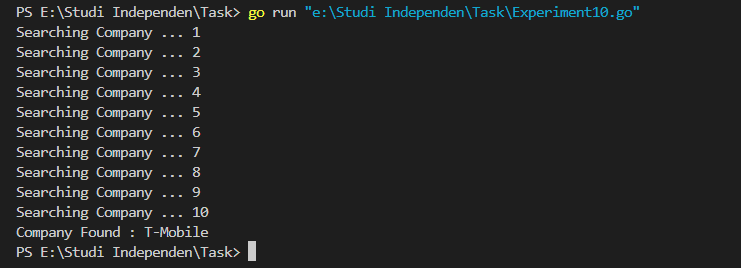 PS E:\Studi Independen\Task> go run "e:\Studi Independen\Task\Experiment10.go"
Searching Company ... 1
Searching Company ... 2
Searching Company ... 3
Searching Company ... 4
Searching Company ... 5
Searching Company ... 6
Searching Company ... 7
Searching Company ... 8
Searching Company ... 9
Searching Company ... 10
Company Found : T-Mobile
PS E:\Studi Independen\Task>